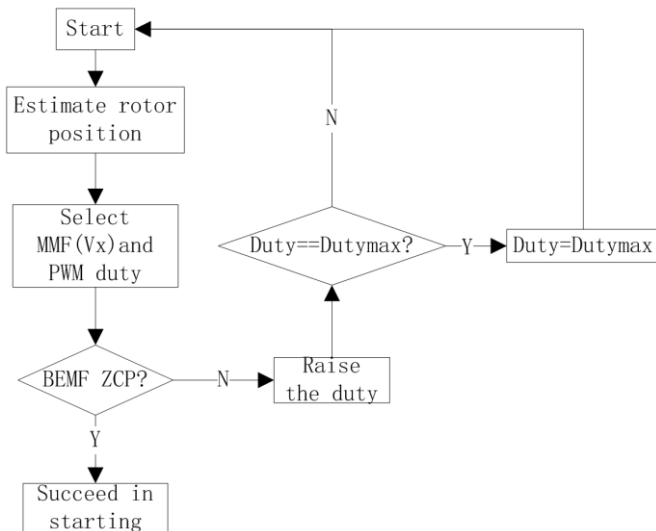 Start
Estimate rotor
position
Select
MMF(Vx)and
PWM duty
BEMF ZCP?
Y
Succeed in
starting
N
Raise
the duty
Duty==Dutymax?
N
Y
Duty=Dutymax